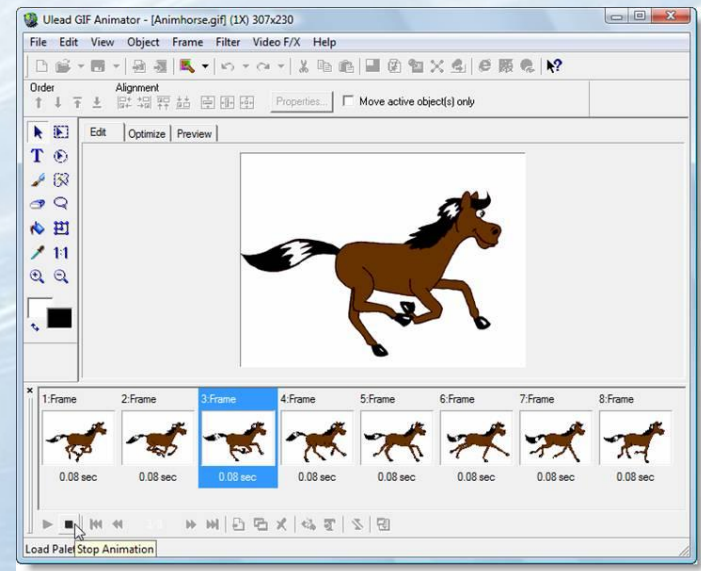 Ulead GIF Animator - [Animhorse.gif] (1X) 307x230
File Edit View Object Frame Filter Video F/X Help
Order
Alignment
Properties...
Move active object(s) only
Edit Optimize Preview
T
1:1
1:Frame 2:Frame 3:Frame 4:Frame 5:Frame 6:Frame 7:Frame 8:Frame
0.08 sec 0.08 sec 0.08 sec 0.08 sec 0.08 sec 0.08 sec 0.08 sec 0.08 sec
Load Palet
Stop Animation